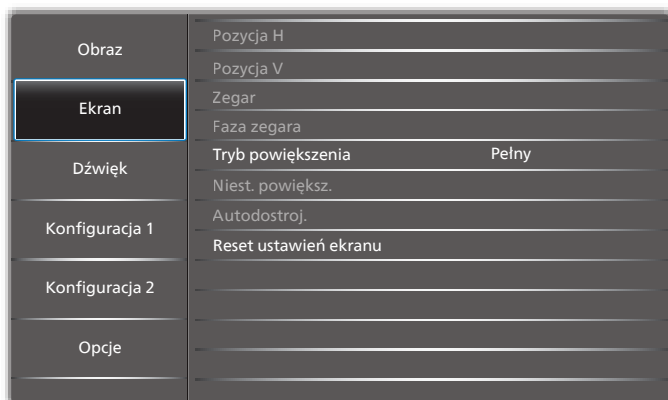 Obraz
Ekran
Dźwięk
Konfiguracja 1
Konfiguracja 2
Opcje
Pozycja H
Pozycja V
Zegar
Faza zegara
Tryb powiększenia Pełny
Niest. powiększ.
Autodostroj.
Reset ustawień ekranu